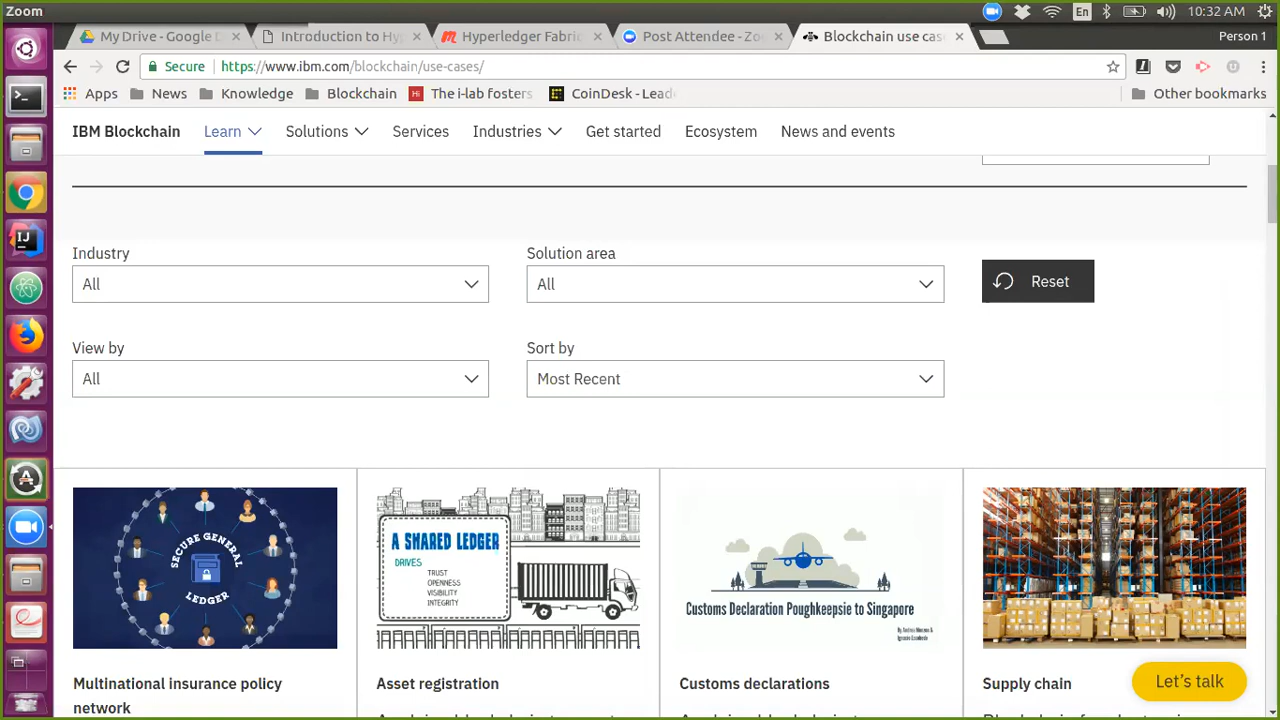 Zoom
En
10:32 AM
My Drive - Google D
Introduction to Hyp
Hyperledger Fabric
Post Attendee - Zo
Blockchain use cas
Person 1
Secure
https://www.ibm.com/blockchain/use-cases/
Apps
News
Knowledge
Blockchain
Hi
The i-lab fosters
CoinDesk - Lead
Other bookmarks
IBM Blockchain
Learn
Solutions
Services
Industries
Get started
Ecosystem
News and events
Industry
All
Solution area
All
Reset
View by
All
Sort by
Most Recent
SECURE GENERAL
LEDGER
A SHARED LEDGER
DRIVES
TRUST
OPENNESS
VISIBILITY
INTEGRITY
Customs Declaration Poughkeepsie to Singapore
Multinational insurance policy
network
Asset registration
Customs declarations
Supply chain
Let's talk
IJ